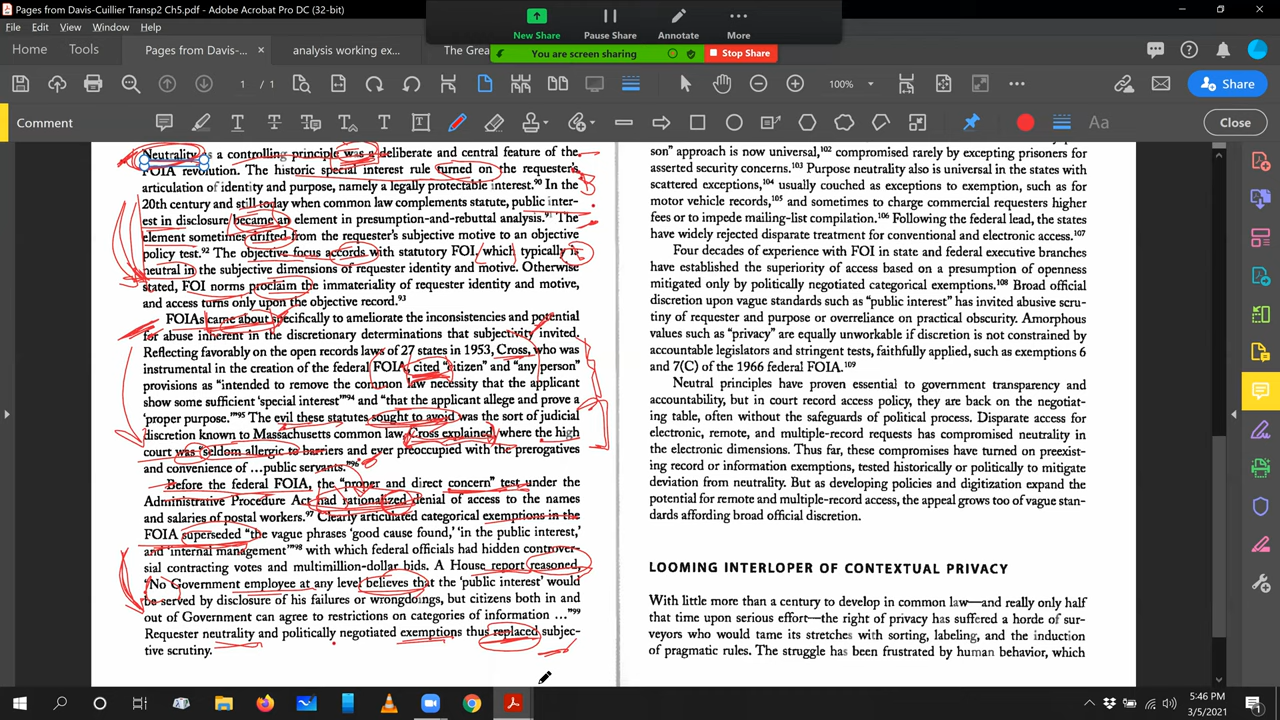 Pages from Davis-Cuillier Transp2 Ch5.pdf - Adobe Acrobat Pro DC (32-bit)
File Edit View Window Help
New Share Pause Share Annotate More
You are screen sharing Stop Share
Home Tools Pages from Davis-... × analysis working ex... The Grea
1 / 1 100% ... Share
Comment Aa Close
Neutrality as a controlling principle was a deliberate and central feature of the
FOIA revolution. The historic special interest rule turned on the requester's
articulation of identity and purpose, namely a legally protectable interest.90 In the
20th century and still today when common law complements statute, public inter-
est in disclosure became an element in presumption-and-rebuttal analysis.91 The
element sometimes drifted from the requester's subjective motive to an objective
policy test.92 The objective focus accords with statutory FOI, which typically is
neutral in the subjective dimensions of requester identity and motive. Otherwise
stated, FOI norms proclaim the immateriality of requester identity and motive,
and access turns only upon the objective record.93
FOIA came about specifically to ameliorate the inconsistencies and potential
for abuse inherent in the discretionary determinations that subjectivity invited.
Reflecting favorably on the open records laws of 27 states in 1953, Cross, who was
instrumental in the creation of the federal FOIA, cited "citizen" and "any person"
provisions as "intended to remove the common law necessity that the applicant
show some sufficient 'special interest'"94 and "that the applicant allege and prove a
'proper purpose.'"95 The evil these statutes sought to avoid was the sort of judicial
discretion known to Massachusetts common law, Cross explained, where the high
court was "seldom allergic to barriers and ever preoccupied with the prerogatives
and convenience of …public servants."96
Before the federal FOIA, the "proper and direct concern" test under the
Administrative Procedure Act had rationalized denial of access to the names
and salaries of postal workers.97 Clearly articulated categorical exemptions in the
FOIA superseded "the vague phrases 'good cause found,' 'in the public interest,'
and 'internal management'"98 with which federal officials had hidden controver-
sial contracting votes and multimillion-dollar bids. A House report reasoned,
"No Government employee at any level believes that the 'public interest' would
be served by disclosure of his failures or wrongdoings, but citizens both in and
out of Government can agree to restrictions on categories of information …"99
Requester neutrality and politically negotiated exemptions thus replaced subjec-
tive scrutiny.
son" approach is now universal,102 compromised rarely by excepting prisoners for
asserted security concerns.103 Purpose neutrality also is universal in the states with
scattered exceptions,104 usually couched as exceptions to exemption, such as for
motor vehicle records,105 and sometimes to charge commercial requesters higher
fees or to impede mailing-list compilation.106 Following the federal lead, the states
have widely rejected disparate treatment for conventional and electronic access.107
Four decades of experience with FOI in state and federal executive branches
have established the superiority of access based on a presumption of openness
mitigated only by politically negotiated categorical exemptions.108 Broad official
discretion upon vague standards such as "public interest" has invited abusive scru-
tiny of requester and purpose or overreliance on practical obscurity. Amorphous
values such as "privacy" are equally unworkable if discretion is not constrained by
accountable legislators and stringent tests, faithfully applied, such as exemptions 6
and 7(C) of the 1966 federal FOIA.109
Neutral principles have proven essential to government transparency and
accountability, but in court record access policy, they are back on the negotiat-
ing table, often without the safeguards of political process. Disparate access for
electronic, remote, and multiple-record requests has compromised neutrality in
the electronic dimensions. Thus far, these compromises have turned on preexist-
ing record or information exemptions, tested historically or politically to mitigate
deviation from neutrality. But as developing policies and digitization expand the
potential for remote and multiple-record access, the appeal grows too of vague stan-
dards affording broad official discretion.
LOOMING INTERLOPER OF CONTEXTUAL PRIVACY
With little more than a century to develop in common law—and really only half
that time upon serious effort—the right of privacy has suffered a horde of sur-
veyors who would tame its stretches with sorting, labeling, and the induction
of pragmatic rules. The struggle has been frustrated by human behavior, which
5:46 PM
3/5/2021